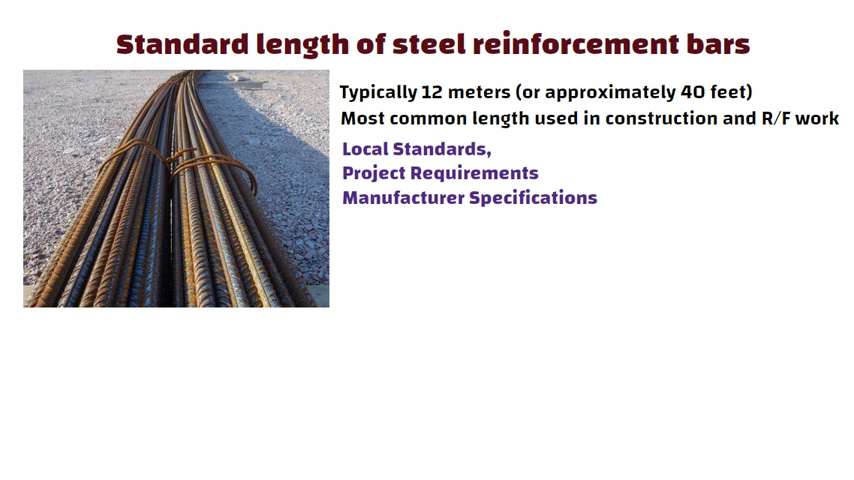 Standard length of steel reinforcement bars
Typically 12 meters (or approximately 40 feet)
Most common length used in construction and R/F work
Local Standards,
Project Requirements
Manufacturer Specifications